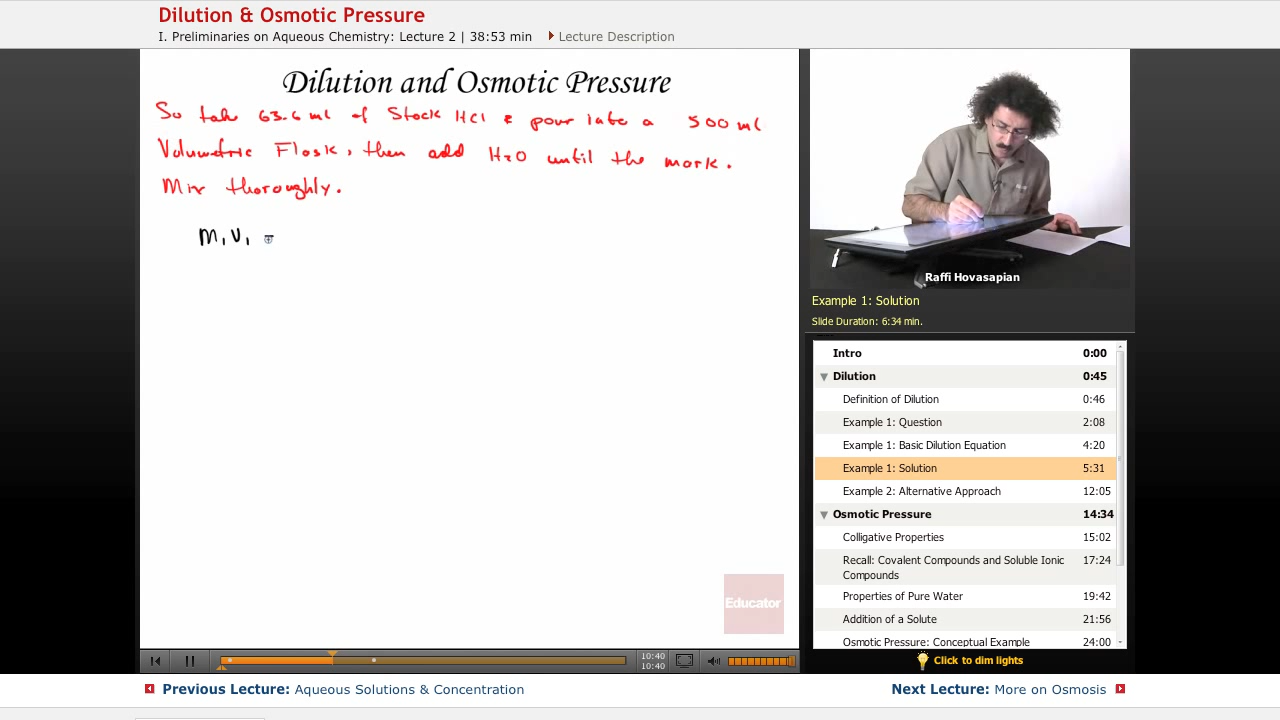 Dilution & Osmotic Pressure
I. Preliminaries on Aqueous Chemistry: Lecture 2 | 38:53 min Lecture Description
Dilution and Osmotic Pressure
So take 63.6 ml of Stock HCl & pour into a 500 ml
Volumetric Flask, then add H2O until the mark.
Mix thoroughly.
M1V1 =
Educator
Raffi Hovasapian
Example 1: Solution
Slide Duration: 6:34 min.
Intro 0:00
Dilution 0:45
Definition of Dilution 0:46
Example 1: Question 2:08
Example 1: Basic Dilution Equation 4:20
Example 1: Solution 5:31
Example 2: Alternative Approach 12:05
Osmotic Pressure 14:34
Colligative Properties 15:02
Recall: Covalent Compounds and Soluble Ionic 17:24
Compounds
Properties of Pure Water 19:42
Addition of a Solute 21:56
Osmotic Pressure: Conceptual Example 24:00
10:40
10:40
Click to dim lights
Previous Lecture: Aqueous Solutions & Concentration
Next Lecture: More on Osmosis